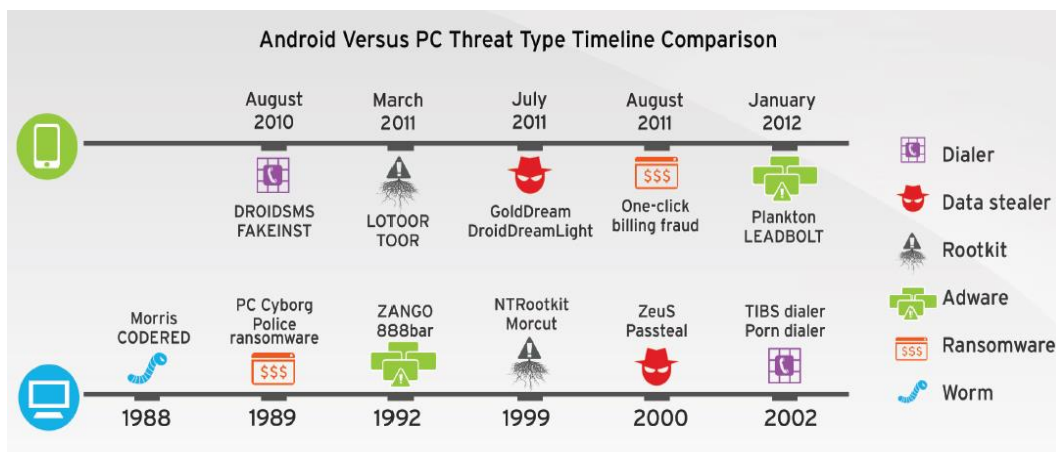 Android Versus PC Threat Type Timeline Comparison
August
2010
March
2011
July
2011
August
2011
January
2012
DROIDSMS
FAKEINST
LOTOOR
TOOR
GoldDream
DroidDreamLight
$$$
One-click
billing fraud
Plankton
LEADBOLT
Morris
CODERED
PC Cyborg
Police
ransomware
$$$
ZANGO
888bar
NTRootkit
Morcut
ZeuS
Passteal
TIBS dialer
Porn dialer
1988
1989
1992
1999
2000
2002
Dialer
Data stealer
Rootkit
Adware
$$$ Ransomware
Worm